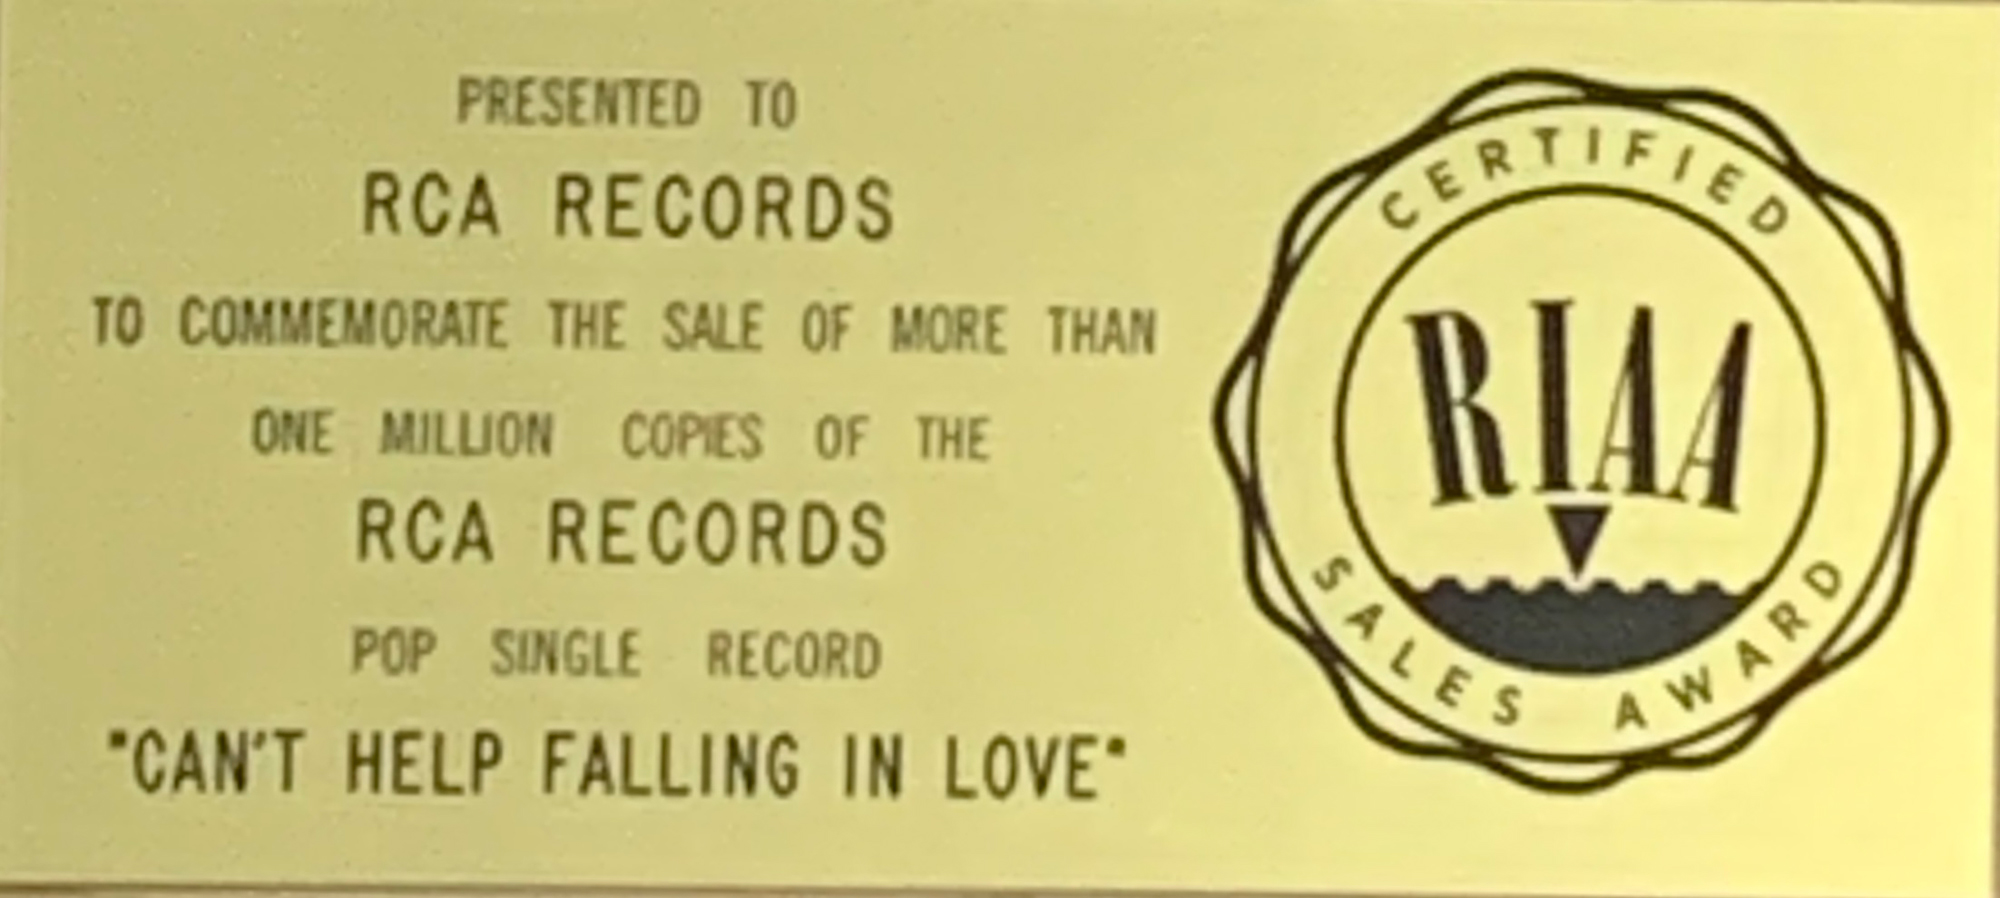 PRESENTED TO
RCA RECORDS
TO COMMEMORATE THE SALE OF MORE THAN
ONE MILLION COPIES OF THE
RCA RECORDS
POP SINGLE RECORD
"CAN'T HELP FALLING IN LOVE"
CERTIFIED
RIAA
SALES AWARD